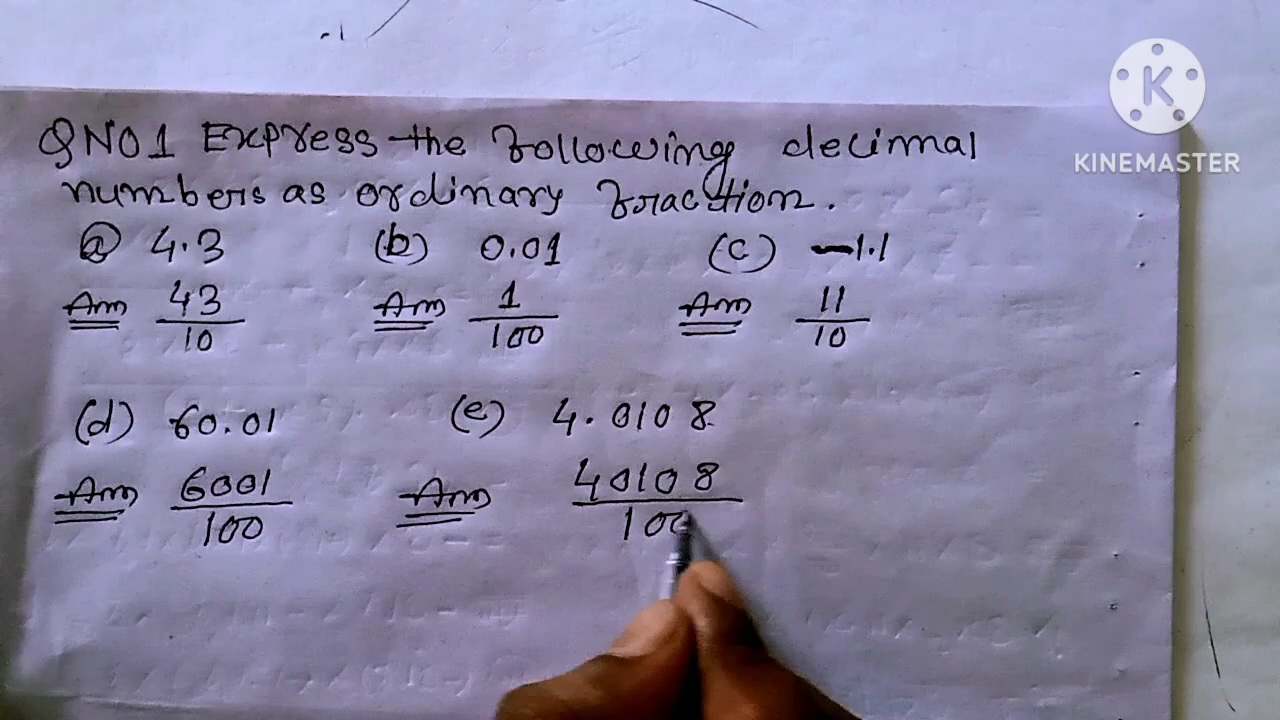 QNO1 Express the following decimal
numbers as ordinary fraction.
(a) 4.3 (b) 0.01 (c) -1.1
Ans 43/10 Ans 1/100 Ans 11/10
(d) 60.01 (e) 4.0108
Ans 6001/100 Ans 40108/100
K
KINEMASTER